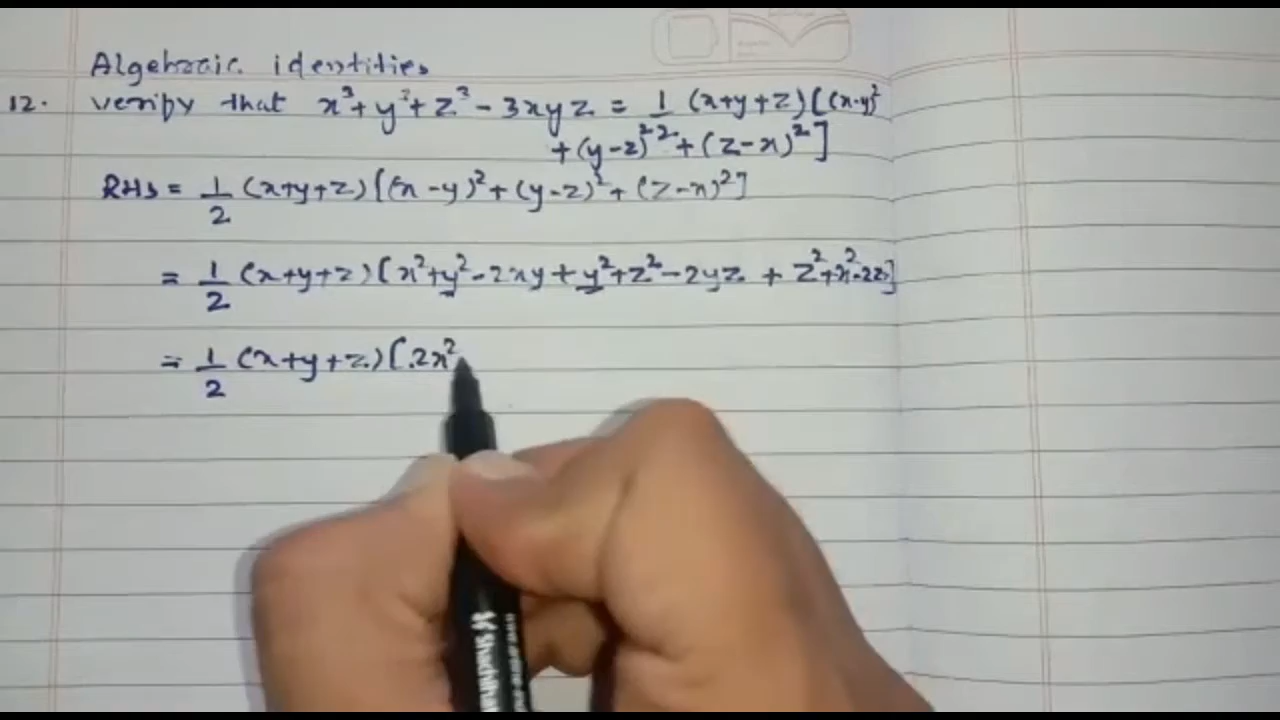 Algebraic identities
12. verify that x³+y³+z³-3xyz = 1/2 (x+y+z)[(x-y)²
+(y-z)²+(z-x)²]
RHS = 1/2 (x+y+z)[(x-y)²+(y-z)²+(z-x)²]
= 1/2 (x+y+z)[x²+y²-2xy+y²+z²-2yz + z²+x²-2z]
= 1/2 (x+y+z)[2x²